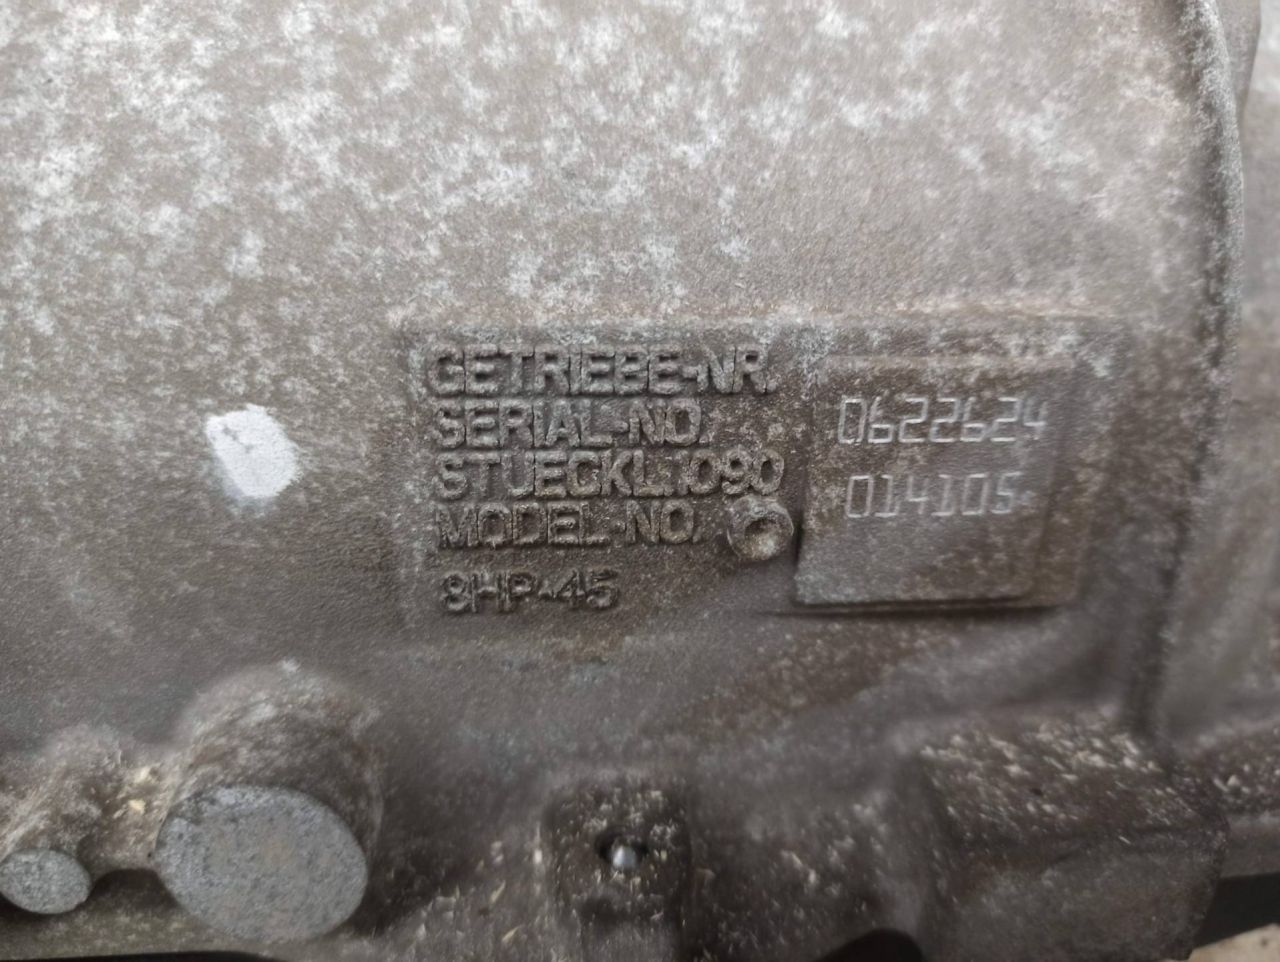 GETRIEBE-NR.
SERIAL-NO.
0622624
STUECKL.1090
014105
MODEL-NO.
8HP-45